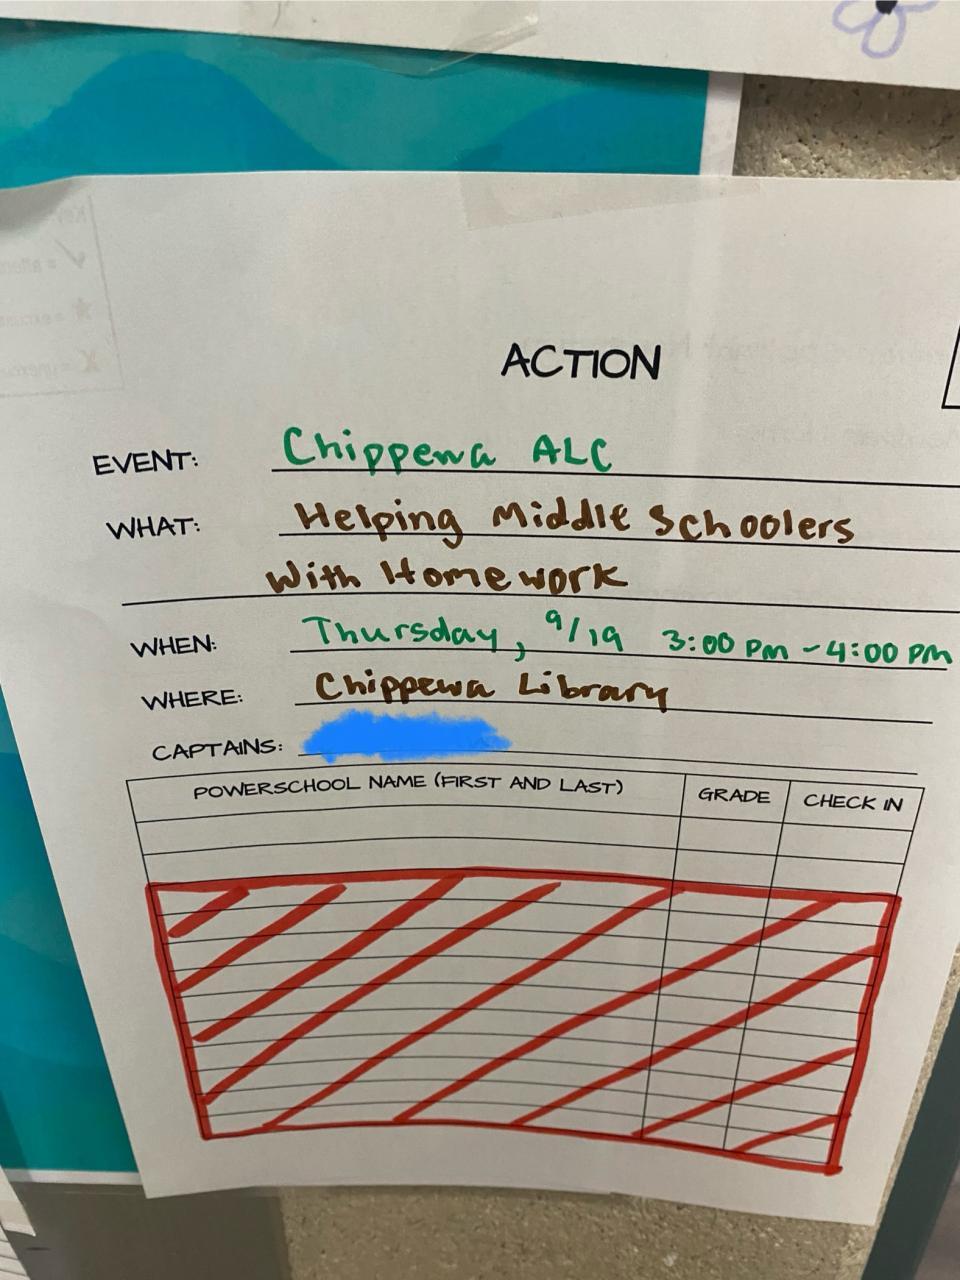 ACTION
EVENT: Chippewa ALC
WHAT: Helping Middle Schoolers
With Homework
WHEN: Thursday, 9/19 3:00 PM - 4:00 PM
WHERE: Chippewa Library
CAPTAINS:
POWERSCHOOL NAME (FIRST AND LAST) GRADE CHECK IN